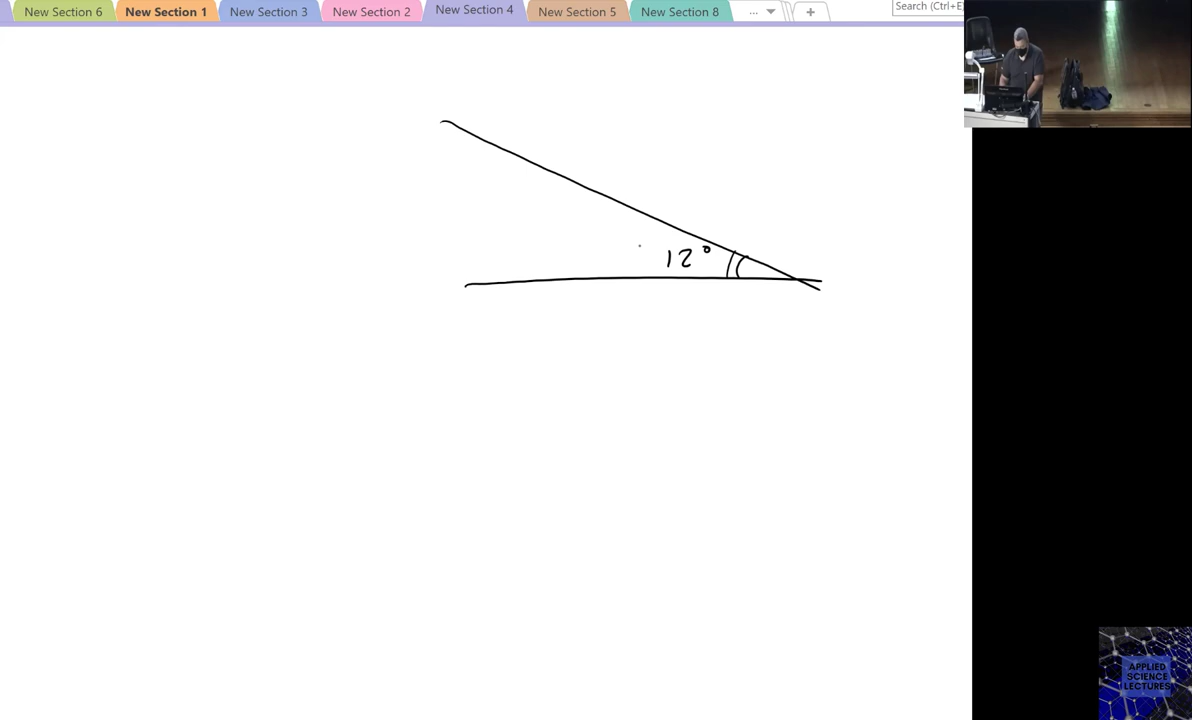 New Section 6 New Section 1 New Section 3 New Section 2 New Section 4 New Section 5 New Section 8 ... +
Search (Ctrl+E)
12°
APPLIED
SCIENCE
LECTURES